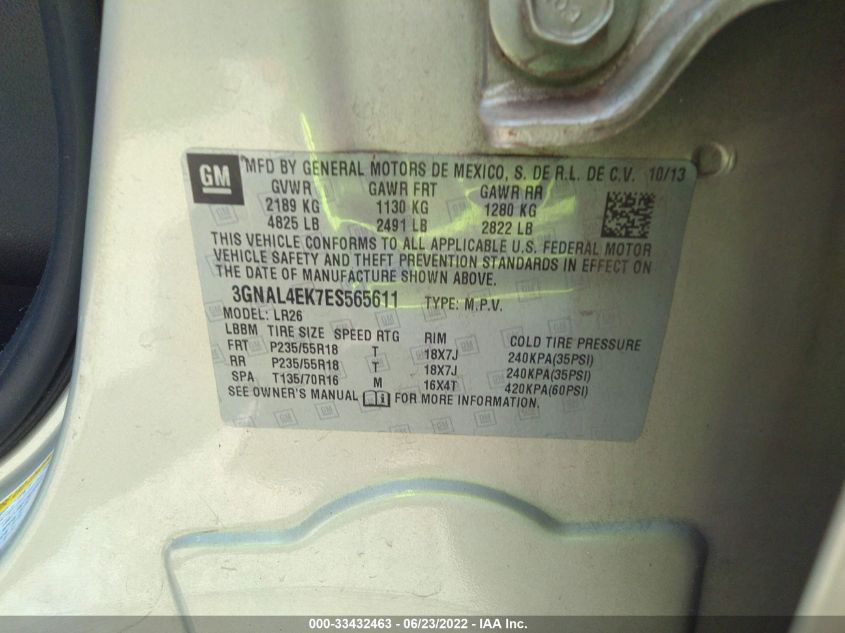 GM
MFD BY GENERAL MOTORS DE MEXICO, S. DE R.L. DE C.V. 10/13
GVWR GAWR FRT GAWR RR
2189 KG 1130 KG 1280 KG
4825 LB 2491 LB 2822 LB
THIS VEHICLE CONFORMS TO ALL APPLICABLE U.S. FEDERAL MOTOR
VEHICLE SAFETY AND THEFT PREVENTION STANDARDS IN EFFECT ON
THE DATE OF MANUFACTURE SHOWN ABOVE.
3GNAL4EK7ES565611 TYPE: M.P.V.
MODEL: LR26
LBBM TIRE SIZE SPEED RTG RIM COLD TIRE PRESSURE
FRT P235/55R18 T 18X7J 240KPA(35PSI)
RR P235/55R18 T 18X7J 240KPA(35PSI)
SPA T135/70R16 M 16X4T 420KPA(60PSI)
SEE OWNER'S MANUAL FOR MORE INFORMATION.
000-33432463 - 06/23/2022 - IAA Inc.